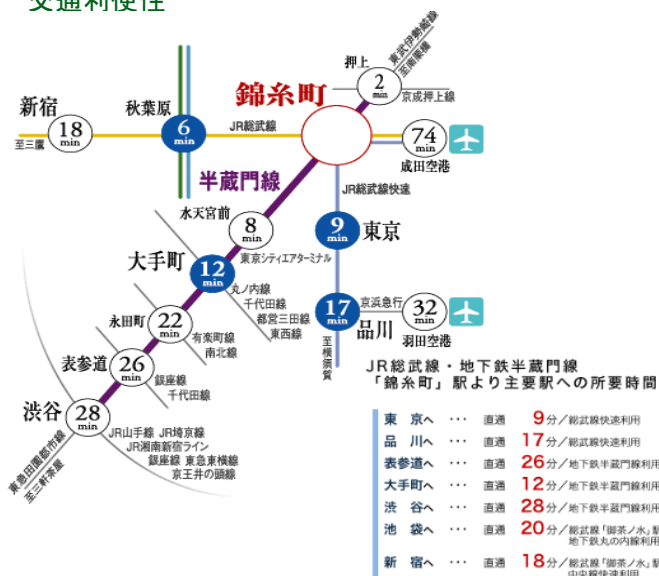 交通利便性
東武伊勢崎線
至南栗橋
押上
2
min
京成押上線
錦糸町
新宿
18
min
至三鷹
秋葉原
6
min
JR総武線
74
min
成田空港
半蔵門線
JR総武線快速
水天宮前
8
min
東京シティエアターミナル
9
min
東京
大手町
12
min
丸ノ内線
千代田線
都営三田線
東西線
17
min
品川
京浜急行
32
min
羽田空港
至横須賀
永田町
22
min
有楽町線
南北線
表参道
26
min
銀座線
千代田線
渋谷
28
min
JR山手線 JR埼京線
JR湘南新宿ライン
銀座線 東急東横線
京王井の頭線
東急田園都市線
至三軒茶屋
JR総武線・地下鉄半蔵門線
「錦糸町」駅より主要駅への所要時間
東 京へ ・・・ 直通 9分/総武線快速利用
品 川へ ・・・ 直通 17分/総武線快速利用
表参道へ ・・・ 直通 26分/地下鉄半蔵門線利用
大手町へ ・・・ 直通 12分/地下鉄半蔵門線利用
渋 谷へ ・・・ 直通 28分/地下鉄半蔵門線利用
池 袋へ ・・・ 直通 20分/総武線「御茶ノ水」駅
地下鉄丸の内線利用
新 宿へ ・・・ 直通 18分/総武線「御茶ノ水」駅
中央線快速利用